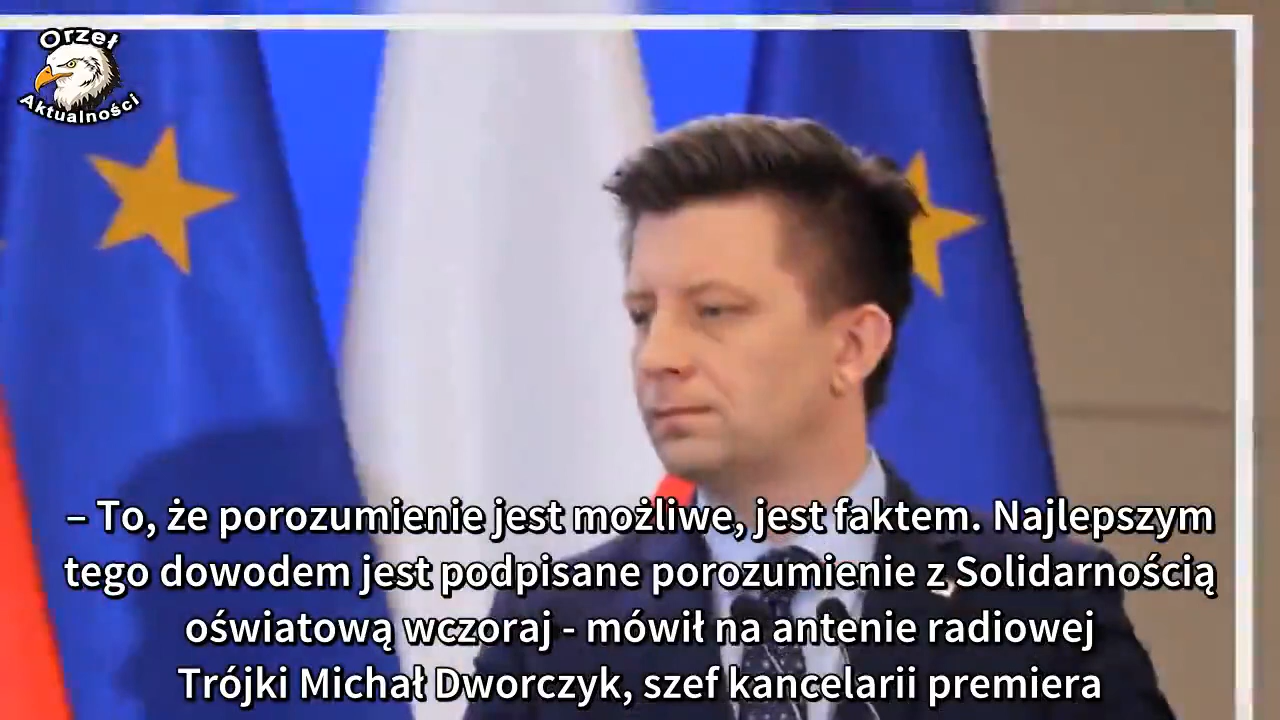 Orzeł
Aktualności
– To, że porozumienie jest możliwe, jest faktem. Najlepszym
tego dowodem jest podpisane porozumienie z Solidarnością
oświatową wczoraj - mówił na antenie radiowej
Trójki Michał Dworczyk, szef kancelarii premiera